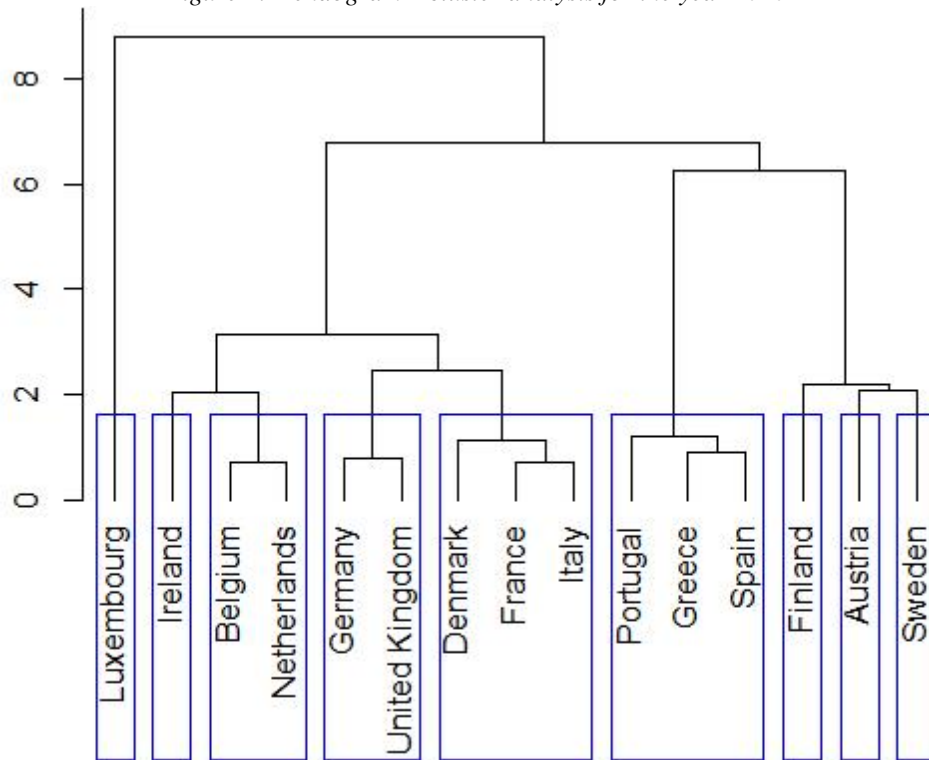 8
6
4
2
0
Luxembourg
Ireland
Belgium
Netherlands
Germany
United Kingdom
Denmark
France
Italy
Portugal
Greece
Spain
Finland
Austria
Sweden